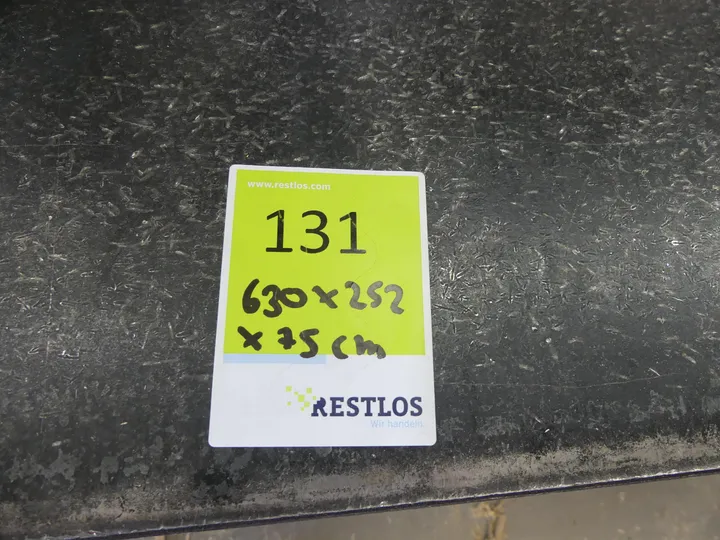 www.restlos.com
131
630 x 252
x 75 cm
RESTLOS
Wir handeln.